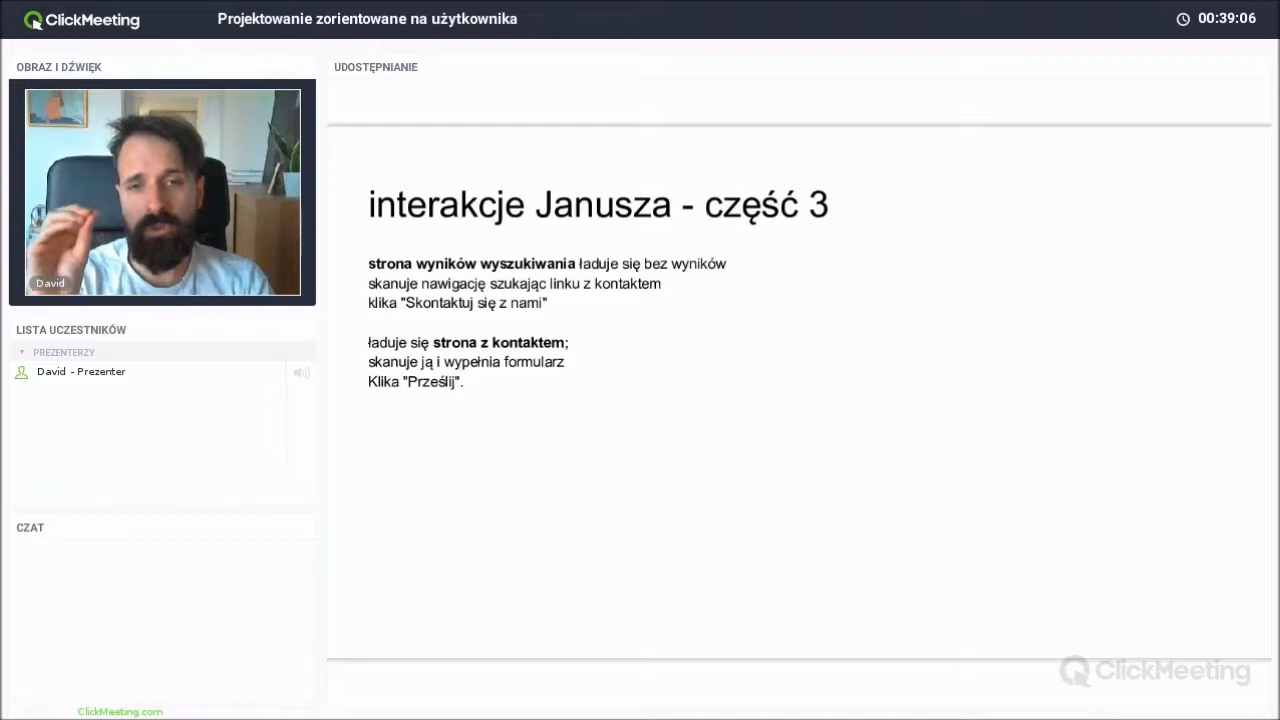 ClickMeeting
Projektowanie zorientowane na użytkownika
00:39:06
OBRAZ I DŹWIĘK
David
LISTA UCZESTNIKÓW
PREZENTERZY
David - Prezenter
CZAT
ClickMeeting.com
UDOSTĘPNIANIE
interakcje Janusza - część 3
strona wyników wyszukiwania ładuje się bez wyników
skanuje nawigację szukając linku z kontaktem
klika "Skontaktuj się z nami"
ładuje się strona z kontaktem;
skanuje ją i wypełnia formularz
Klika "Prześlij".
ClickMeeting